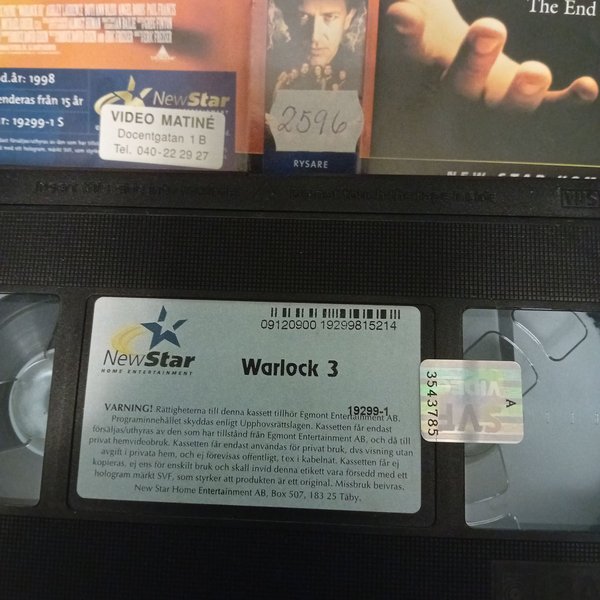 The End
d.år: 1998
enderas från 15 år
r: 19299-1 S
NewStar
VIDEO MATINÉ
Docentgatan 1 B
Tel. 040-22 29 27
2596
RYSARE
VHS
NewStar
HOME ENTERTAINMENT
09120900 19299815214
Warlock 3
19299-1
VARNING! Rättigheterna till denna kassett tillhör Egmont Entertainment AB.
Programinnehållet skyddas enligt Upphovsrättslagen. Kassetten får endast
försäljas/uthyras av den som har tillstånd från Egmont Entertainment AB, och då till
privat hemvideobruk. Kassetten får endast användas för privat bruk, dvs visning utan
avgift i privata hem, och ej förevisas offentligt, t.ex i kabelnät. Kassetten får ej
kopieras, ej ens för enskilt bruk och skall invid denna etikett vara försedd med ett
hologram märkt SVF, som styrker att produkten är ett original. Missbruk beivras.
New Star Home Entertainment AB, Box 507, 183 25 Täby.
A
3543785
SVF
VIDEO